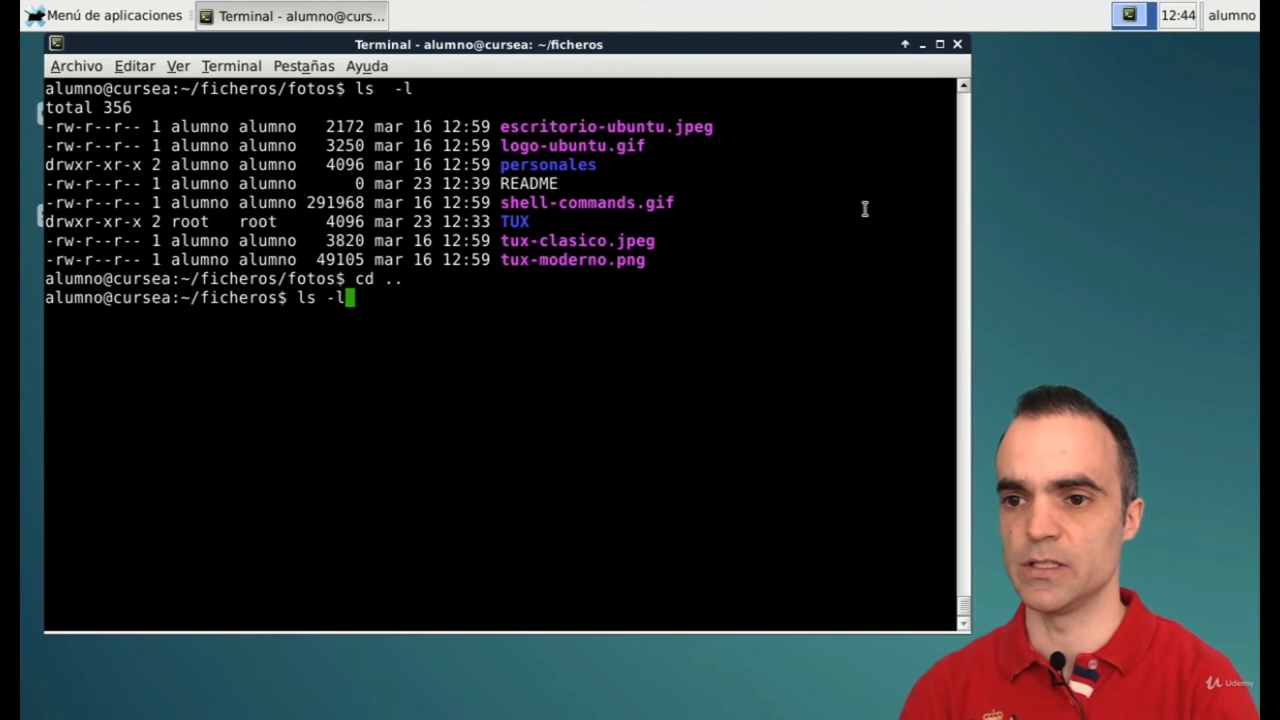 Menú de aplicaciones
Terminal - alumno@curs...
12:44
alumno
Terminal - alumno@cursea: ~/ficheros
Archivo Editar Ver Terminal Pestañas Ayuda
alumno@cursea:~/ficheros/fotos$ ls  -l
total 356
-rw-r--r-- 1 alumno alumno   2172 mar 16 12:59 escritorio-ubuntu.jpeg
-rw-r--r-- 1 alumno alumno   3250 mar 16 12:59 logo-ubuntu.gif
drwxr-xr-x 2 alumno alumno   4096 mar 16 12:59 personales
-rw-r--r-- 1 alumno alumno      0 mar 23 12:39 README
-rw-r--r-- 1 alumno alumno 291968 mar 16 12:59 shell-commands.gif
drwxr-xr-x 2 root   root     4096 mar 23 12:33 TUX
-rw-r--r-- 1 alumno alumno   3820 mar 16 12:59 tux-clasico.jpeg
-rw-r--r-- 1 alumno alumno  49105 mar 16 12:59 tux-moderno.png
alumno@cursea:~/ficheros/fotos$ cd ..
alumno@cursea:~/ficheros$ ls -l
Udemy